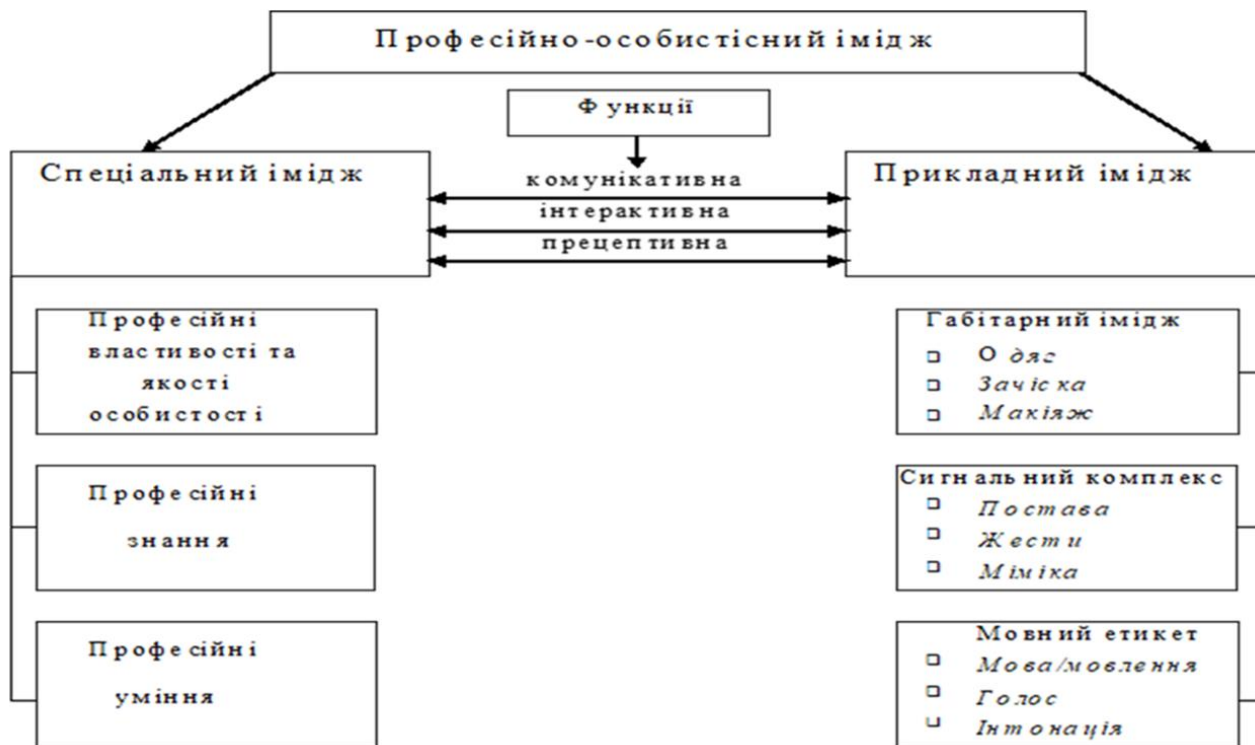 Професійно-особистісний імідж
Функції
Спеціальний імідж
комунікативна
інтерактивна
прецептивна
Прикладний імідж
Професійні
властивості та
якості
особистості
Професійні
знання
Професійні
уміння
Габітарний імідж
Одяг
Зачіска
Макіяж
Сигнальний комплекс
Постава
Жести
Міміка
Мовний етикет
Мова/мовлення
Голос
Інтонація